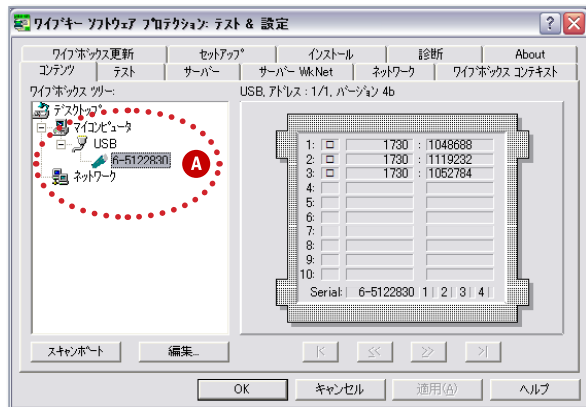 ワイブキー ソフトウェア プロテクション: テスト & 設定
ワイブボックス更新 セットアップ インストール 診断 About
コンテンツ テスト サーバー サーバー WkNet ネットワーク ワイブボックス コンテキスト
ワイブボックス ツリー:
デスクトップ
マイコンピュータ
USB
6-5122830
ネットワーク
A
USB, アドレス : 1/1, バージョン 4b
1: 1730 : 1048688
2: 1730 : 1119232
3: 1730 : 1052784
4:
5:
6:
7:
8:
9:
10:
Serial: 6-5122830 1 2 3 4
スキャンポート 編集...
OK キャンセル 適用(A) ヘルプ